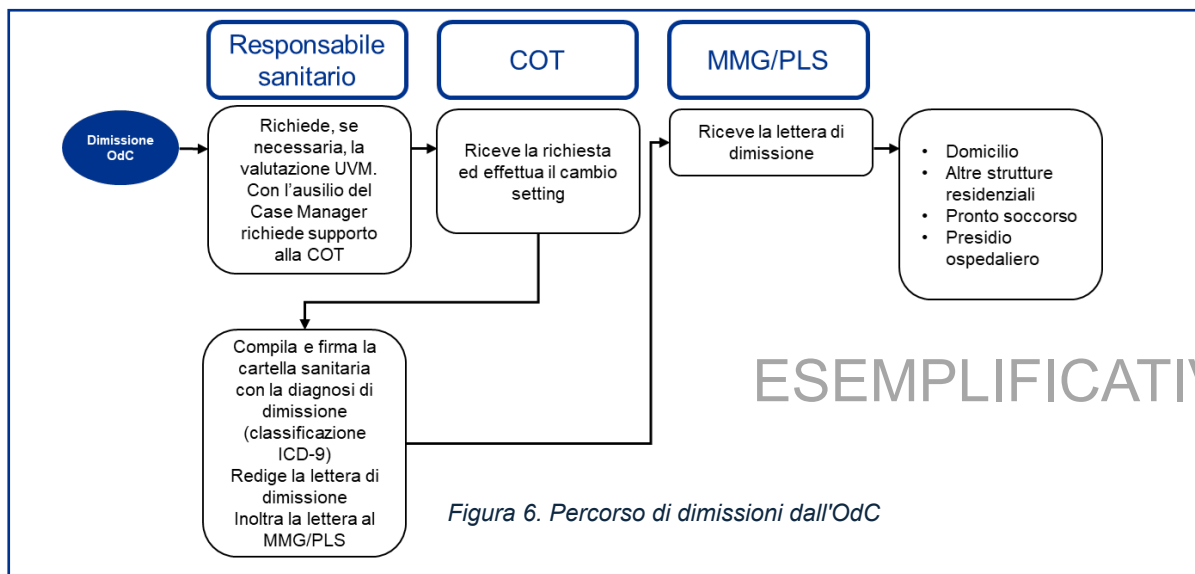 Responsabile
sanitario
COT
MMG/PLS
Dimissione
OdC
Richiede, se
necessaria, la
valutazione UVM.
Con l'ausilio del
Case Manager
richiede supporto
alla COT
Riceve la richiesta
ed effettua il cambio
setting
Riceve la lettera di
dimissione
• Domicilio
• Altre strutture
residenziali
• Pronto soccorso
• Presidio
ospedaliero
Compila e firma la
cartella sanitaria
con la diagnosi di
dimissione
(classificazione
ICD-9)
Redige la lettera di
dimissione
Inoltra la lettera al
MMG/PLS
ESEMPLIFICATIV
Figura 6. Percorso di dimissioni dall'OdC